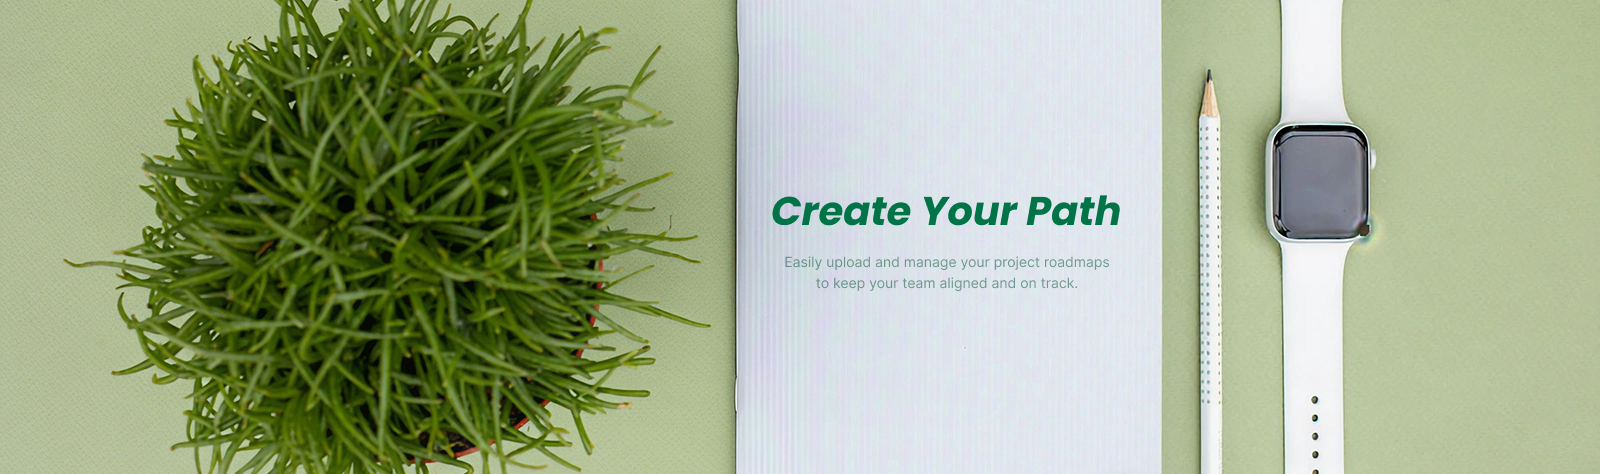 Create Your Path
Easily upload and manage your project roadmaps
to keep your team aligned and on track.